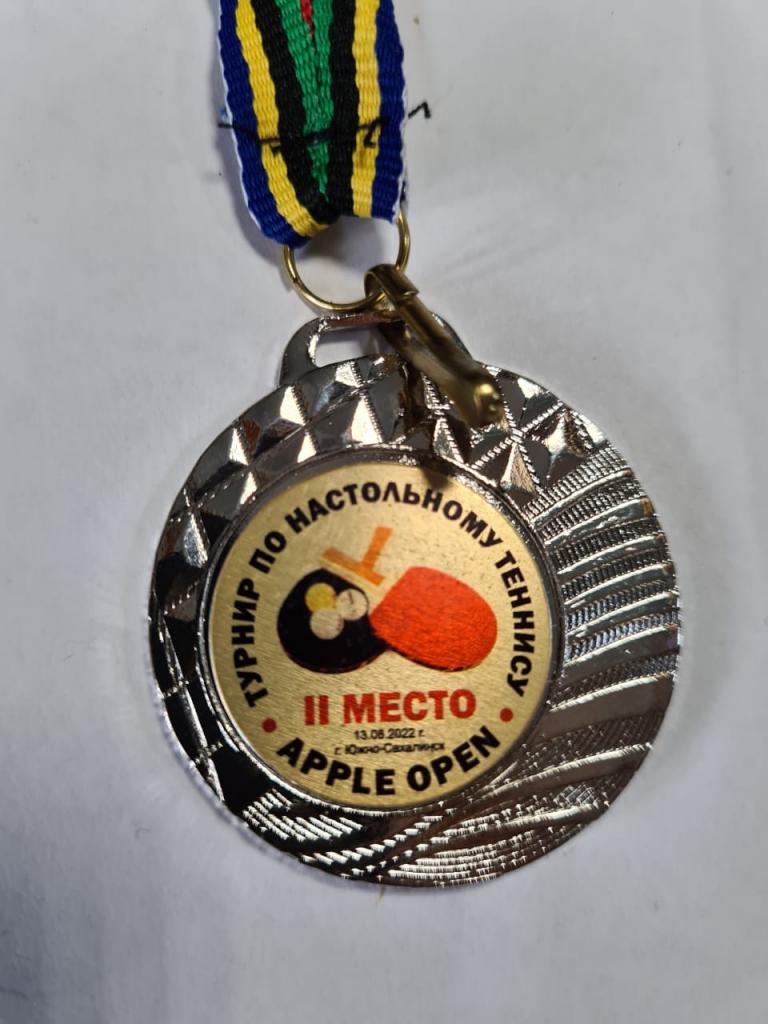 ТУРНИР ПО НАСТОЛЬНОМУ ТЕННИСУ
II МЕСТО
13.08.2022 г.
г. Южно-Сахалинск
APPLE OPEN